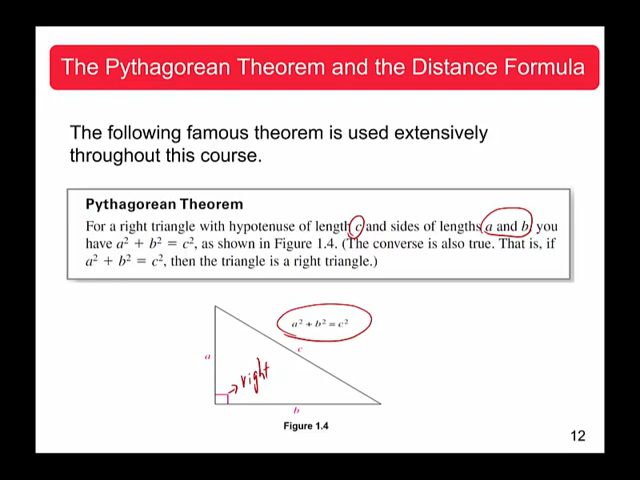 The Pythagorean Theorem and the Distance Formula
The following famous theorem is used extensively
throughout this course.
Pythagorean Theorem
For a right triangle with hypotenuse of length c and sides of lengths a and b, you
have a² + b² = c², as shown in Figure 1.4. (The converse is also true. That is, if
a² + b² = c², then the triangle is a right triangle.)
a² + b² = c²
c
a
→ right
b
Figure 1.4
12